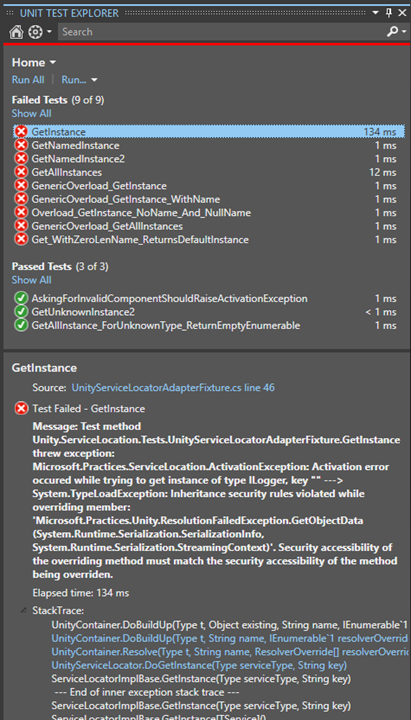 UNIT TEST EXPLORER
Search
Home
Run All
Run...
Failed Tests (9 of 9)
Show All
GetInstance 134 ms
GetNamedInstance 1 ms
GetNamedInstance2 1 ms
GetAllInstances 12 ms
GenericOverload_GetInstance 1 ms
GenericOverload_GetInstance_WithName 1 ms
Overload_GetInstance_NoName_And_NullName 1 ms
GenericOverload_GetAllInstances 1 ms
Get_WithZeroLenName_ReturnsDefaultInstance 1 ms
Passed Tests (3 of 3)
Show All
AskingForInvalidComponentShouldRaiseActivationException 1 ms
GetUnknownInstance2 < 1 ms
GetAllInstance_ForUnknownType_ReturnEmptyEnumerable 1 ms
GetInstance
Source: UnityServiceLocatorAdapterFixture.cs line 46
Test Failed - GetInstance
Message: Test method
Unity.ServiceLocation.Tests.UnityServiceLocatorAdapterFixture.GetInstance
threw exception:
Microsoft.Practices.ServiceLocation.ActivationException: Activation error
occured while trying to get instance of type ILogger, key "" --->
System.TypeLoadException: Inheritance security rules violated while
overriding member:
'Microsoft.Practices.Unity.ResolutionFailedException.GetObjectData
(System.Runtime.Serialization.SerializationInfo,
System.Runtime.Serialization.StreamingContext)'. Security accessibility of
the overriding method must match the security accessibility of the method
being overriden.
Elapsed time: 134 ms
StackTrace:
UnityContainer.DoBuildUp(Type t, Object existing, String name, IEnumerable`1
UnityContainer.DoBuildUp(Type t, String name, IEnumerable`1 resolverOverrid
UnityContainer.Resolve(Type t, String name, ResolverOverride[] resolverOverri
UnityServiceLocator.DoGetInstance(Type serviceType, String key)
ServiceLocatorImplBase.GetInstance(Type serviceType, String key)
--- End of inner exception stack trace ---
ServiceLocatorImplBase.GetInstance(Type serviceType, String key)
ServiceLocatorImplBase.GetInstance[TService]()